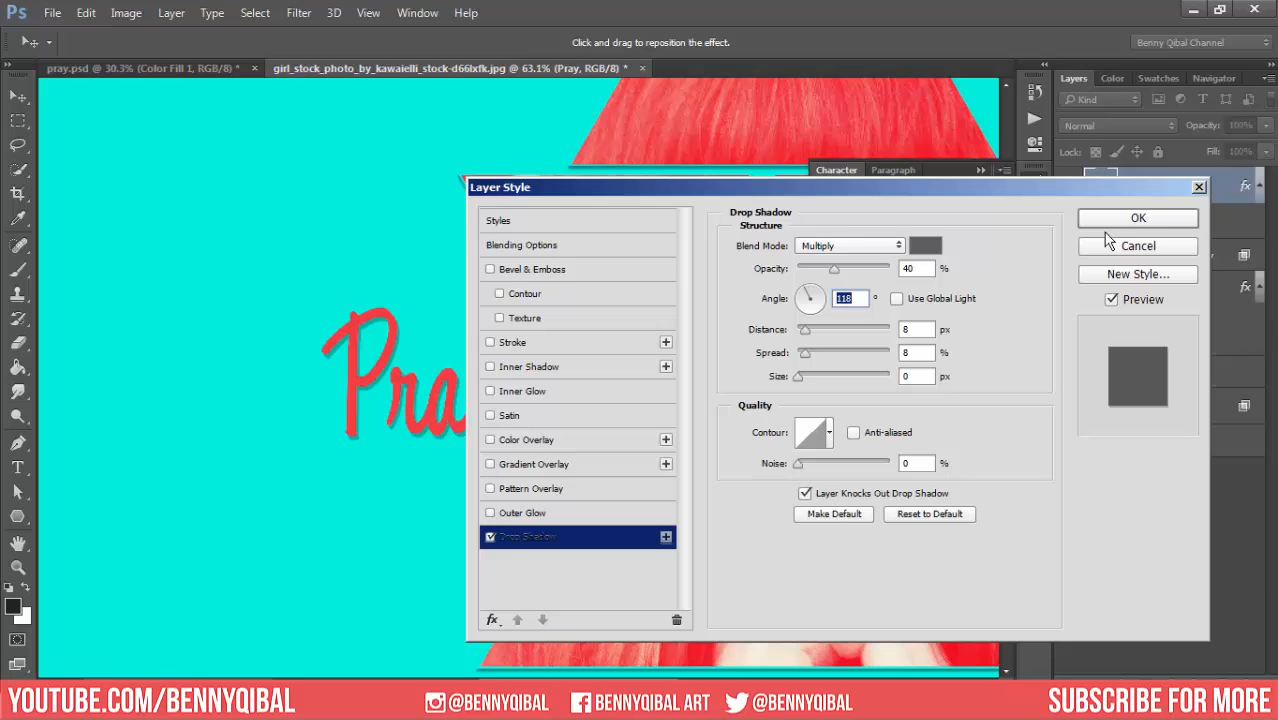 Ps File Edit Image Layer Type Select Filter 3D View Window Help
Click and drag to reposition the effect.
Benny Qibal Channel
pray.psd @ 30.3% (Color Fill 1, RGB/8) *
girl_stock_photo_by_kawaielli_stock-d66lxfk.jpg @ 63.1% (Pray, RGB/8) *
Layers Color Swatches Navigator
Kind
Normal Opacity: 100%
Lock: Fill: 100%
Character Paragraph
fx
fx
Pra
Layer Style
Styles
Blending Options
Bevel & Emboss
Contour
Texture
Stroke
Inner Shadow
Inner Glow
Satin
Color Overlay
Gradient Overlay
Pattern Overlay
Outer Glow
Drop Shadow
fx
Drop Shadow
Structure
Blend Mode: Multiply
Opacity: 40 %
Angle: 118 ° Use Global Light
Distance: 8 px
Spread: 8 %
Size: 0 px
Quality
Contour: Anti-aliased
Noise: 0 %
Layer Knocks Out Drop Shadow
Make Default Reset to Default
OK
Cancel
New Style...
Preview
YOUTUBE.COM/BENNYQIBAL @BENNYQIBAL BENNYQIBAL ART @BENNYQIBAL SUBSCRIBE FOR MORE